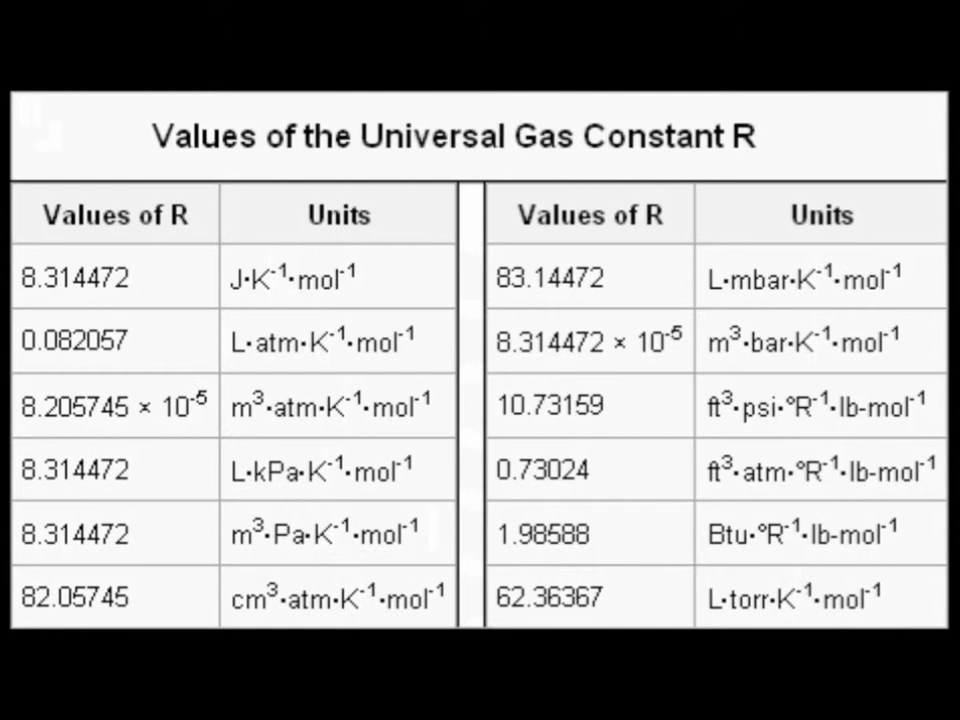 Values of the Universal Gas Constant R
Values of R Units Values of R Units
8.314472 J·K⁻¹·mol⁻¹ 83.14472 L·mbar·K⁻¹·mol⁻¹
0.082057 L·atm·K⁻¹·mol⁻¹ 8.314472 × 10⁻⁵ m³·bar·K⁻¹·mol⁻¹
8.205745 × 10⁻⁵ m³·atm·K⁻¹·mol⁻¹ 10.73159 ft³·psi·°R⁻¹·lb-mol⁻¹
8.314472 L·kPa·K⁻¹·mol⁻¹ 0.73024 ft³·atm·°R⁻¹·lb-mol⁻¹
8.314472 m³·Pa·K⁻¹·mol⁻¹ 1.98588 Btu·°R⁻¹·lb-mol⁻¹
82.05745 cm³·atm·K⁻¹·mol⁻¹ 62.36367 L·torr·K⁻¹·mol⁻¹